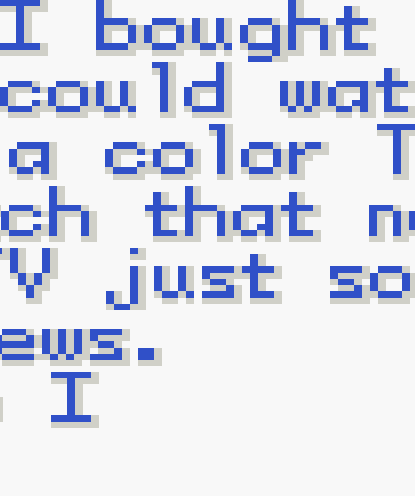 I bought
could wat
a color T
ch that n
V just so
ews.
I